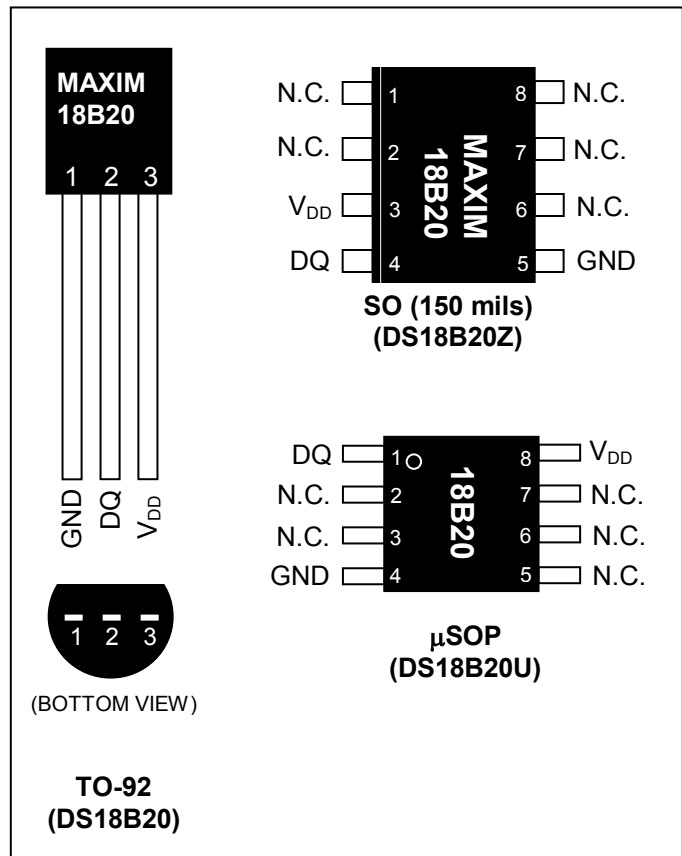 MAXIM
18B20
1 2 3
GND DQ VDD
1 2 3
(BOTTOM VIEW)
TO-92
(DS18B20)
N.C. 1 8 N.C.
N.C. 2 7 N.C.
VDD 3 6 N.C.
DQ 4 5 GND
MAXIM
18B20
SO (150 mils)
(DS18B20Z)
DQ 1 8 VDD
N.C. 2 7 N.C.
N.C. 3 6 N.C.
GND 4 5 N.C.
18B20
µSOP
(DS18B20U)